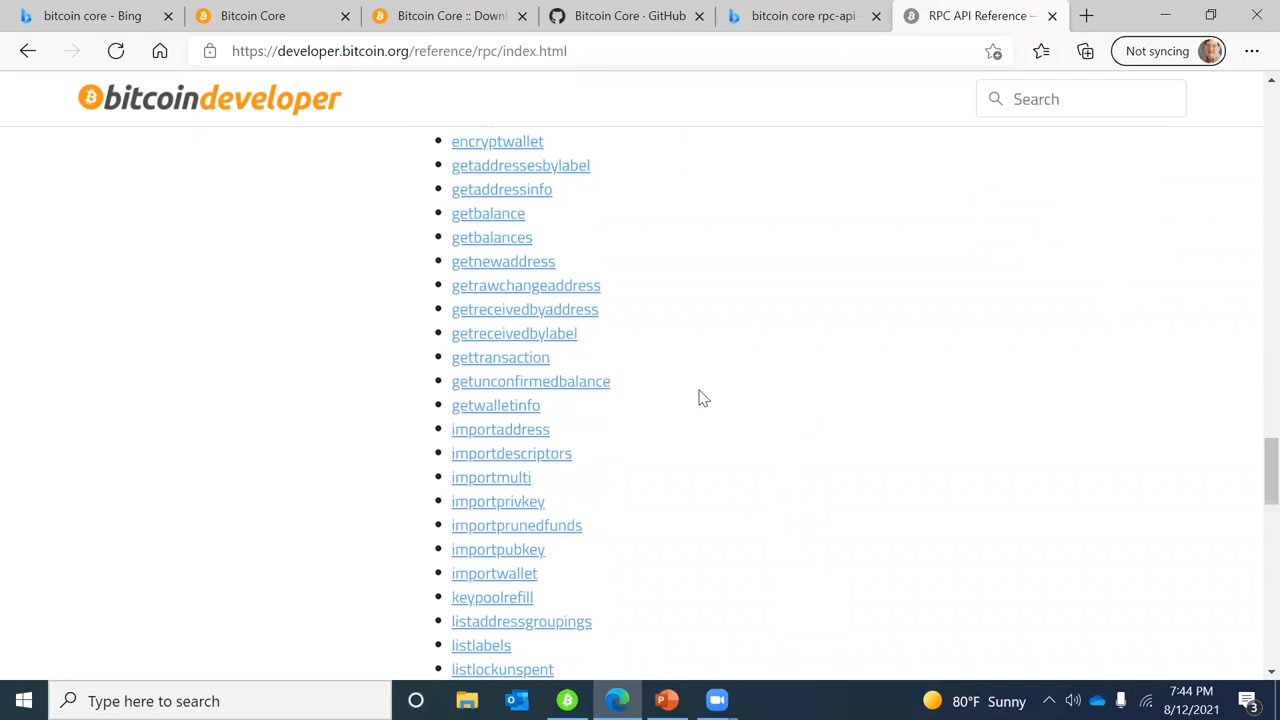 bitcoin core - Bing
Bitcoin Core
Bitcoin Core :: Downl
Bitcoin Core · GitHub
bitcoin core rpc-api -
RPC API Reference —
https://developer.bitcoin.org/reference/rpc/index.html
Not syncing
bitcoindeveloper
Search
encryptwallet
getaddressesbylabel
getaddressinfo
getbalance
getbalances
getnewaddress
getrawchangeaddress
getreceivedbyaddress
getreceivedbylabel
gettransaction
getunconfirmedbalance
getwalletinfo
importaddress
importdescriptors
importmulti
importprivkey
importprunedfunds
importpubkey
importwallet
keypoolrefill
listaddressgroupings
listlabels
listlockunspent
Type here to search
80°F Sunny
7:44 PM
8/12/2021
3